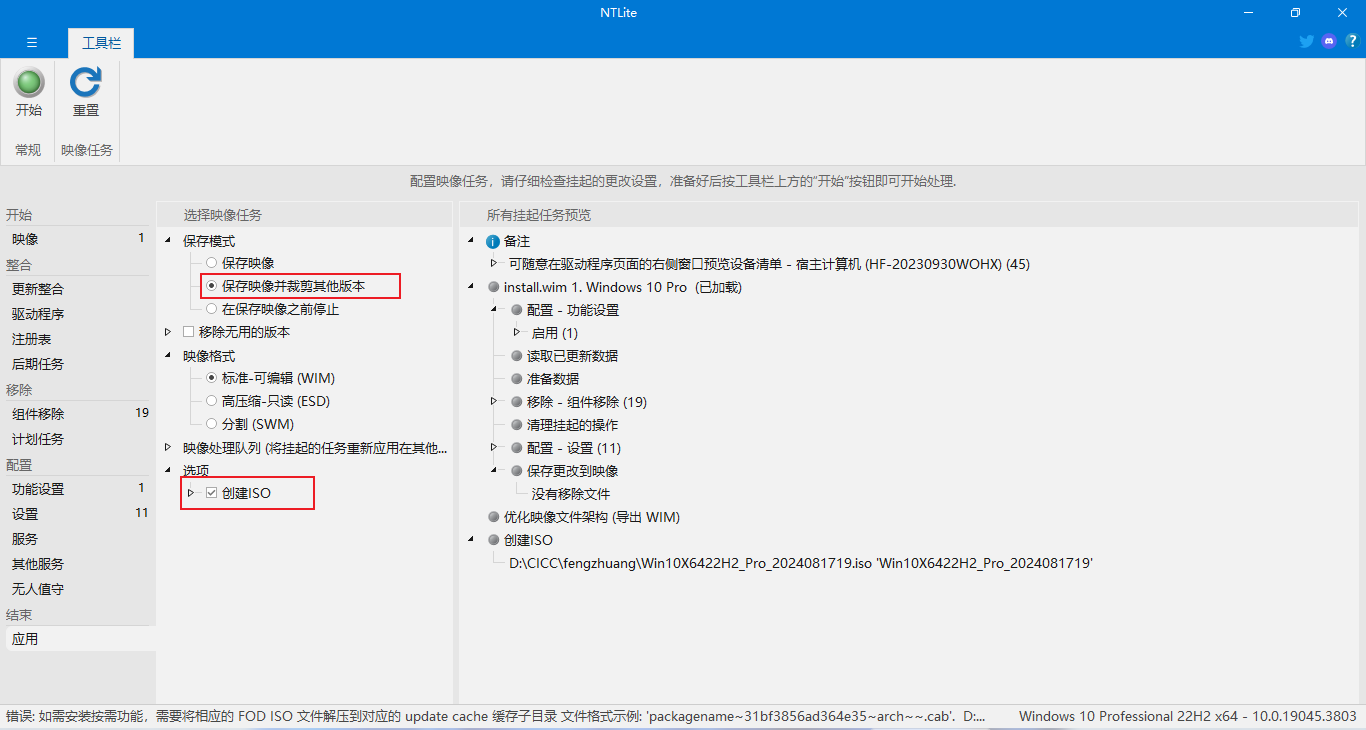 NTLite
工具栏
开始
重置
常规
映像任务
配置映像任务，请仔细检查挂起的更改设置，准备好后按工具栏上方的"开始"按钮即可开始处理.
开始
映像 1
整合
更新整合
驱动程序
注册表
后期任务
移除
组件移除 19
计划任务
配置
功能设置 1
设置 11
服务
其他服务
无人值守
结束
应用
选择映像任务
保存模式
保存映像
保存映像并裁剪其他版本
在保存映像之前停止
移除无用的版本
映像格式
标准-可编辑 (WIM)
高压缩-只读 (ESD)
分割 (SWM)
映像处理队列 (将挂起的任务重新应用在其他...
选项
创建ISO
所有挂起任务预览
备注
可随意在驱动程序页面的右侧窗口预览设备清单 - 宿主计算机 (HF-20230930WOHX) (45)
install.wim 1. Windows 10 Pro (已加载)
配置 - 功能设置
启用 (1)
读取已更新数据
准备数据
移除 - 组件移除 (19)
清理挂起的操作
配置 - 设置 (11)
保存更改到映像
没有移除文件
优化映像文件架构 (导出 WIM)
创建ISO
D:\CICC\fengzhuang\Win10X6422H2_Pro_2024081719.iso 'Win10X6422H2_Pro_2024081719'
错误: 如需安装按需功能，需要将相应的 FOD ISO 文件解压到对应的 update cache 缓存子目录 文件格式示例: 'packagename~31bf3856ad364e35~arch~~.cab'. D:...
Windows 10 Professional 22H2 x64 - 10.0.19045.3803